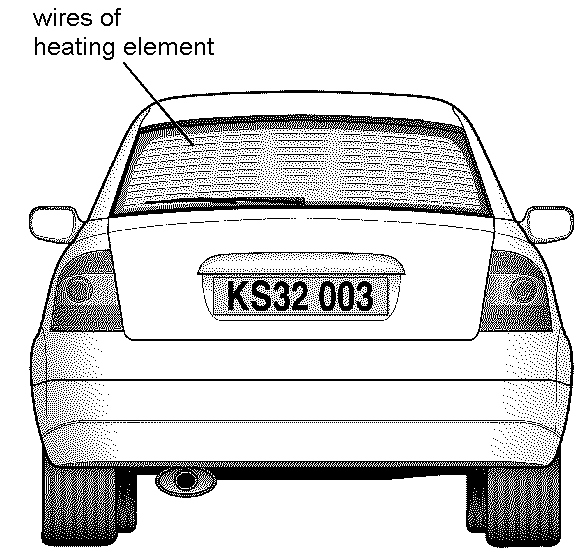 wires of
heating element
KS32 003